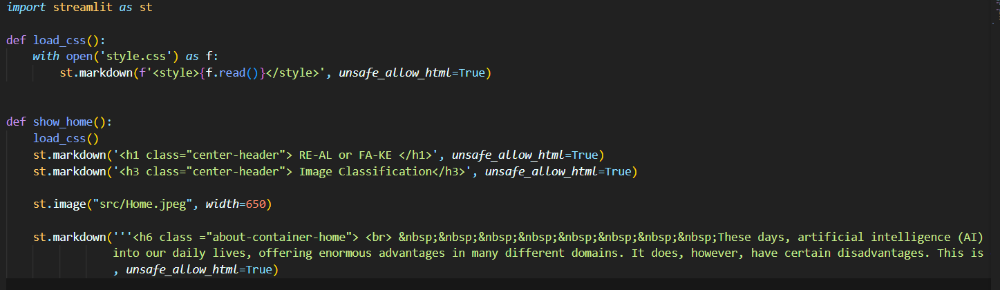 import streamlit as st
def load_css():
with open('style.css') as f:
st.markdown(f'<style>{f.read()}</style>', unsafe_allow_html=True)
def show_home():
load_css()
st.markdown('<h1 class="center-header"> RE-AL or FA-KE </h1>', unsafe_allow_html=True)
st.markdown('<h3 class="center-header"> Image Classification</h3>', unsafe_allow_html=True)
st.image("src/Home.jpeg", width=650)
st.markdown('''<h6 class ="about-container-home"> <br> &nbsp;&nbsp;&nbsp;&nbsp;&nbsp;&nbsp;&nbsp;&nbsp;These days, artificial intelligence (AI)
into our daily lives, offering enormous advantages in many different domains. It does, however, have certain disadvantages. This is
, unsafe_allow_html=True)